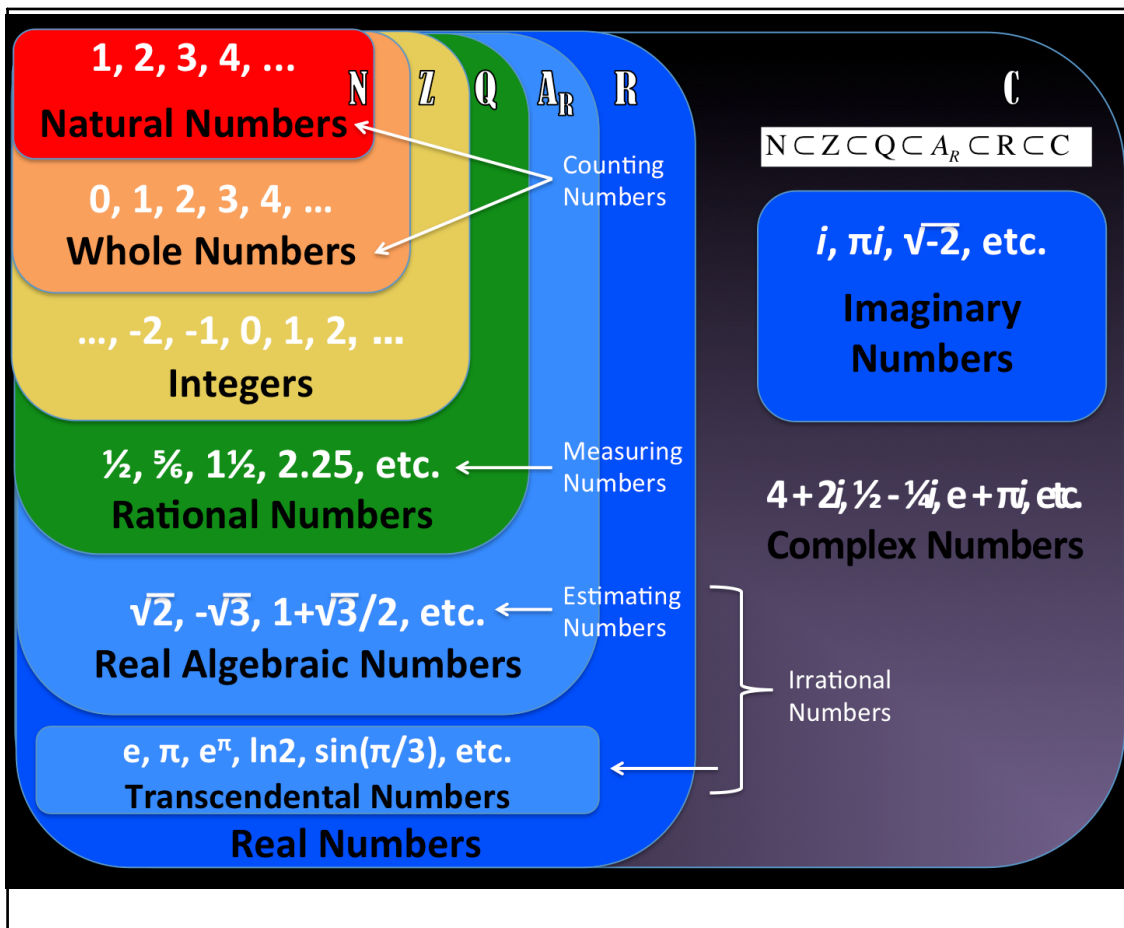 1, 2, 3, 4, ...
Natural Numbers
N Z Q A_R R C
N ⊂ Z ⊂ Q ⊂ A_R ⊂ R ⊂ C
Counting
Numbers
0, 1, 2, 3, 4, ...
Whole Numbers
..., -2, -1, 0, 1, 2, ...
Integers
i, πi, √-2, etc.
Imaginary
Numbers
½, ⅚, 1½, 2.25, etc.
Rational Numbers
Measuring
Numbers
4 + 2i, ½ - ¼i, e + πi, etc.
Complex Numbers
√2, -√3, 1+√3/2, etc.
Real Algebraic Numbers
Estimating
Numbers
Irrational
Numbers
e, π, e^π, ln2, sin(π/3), etc.
Transcendental Numbers
Real Numbers